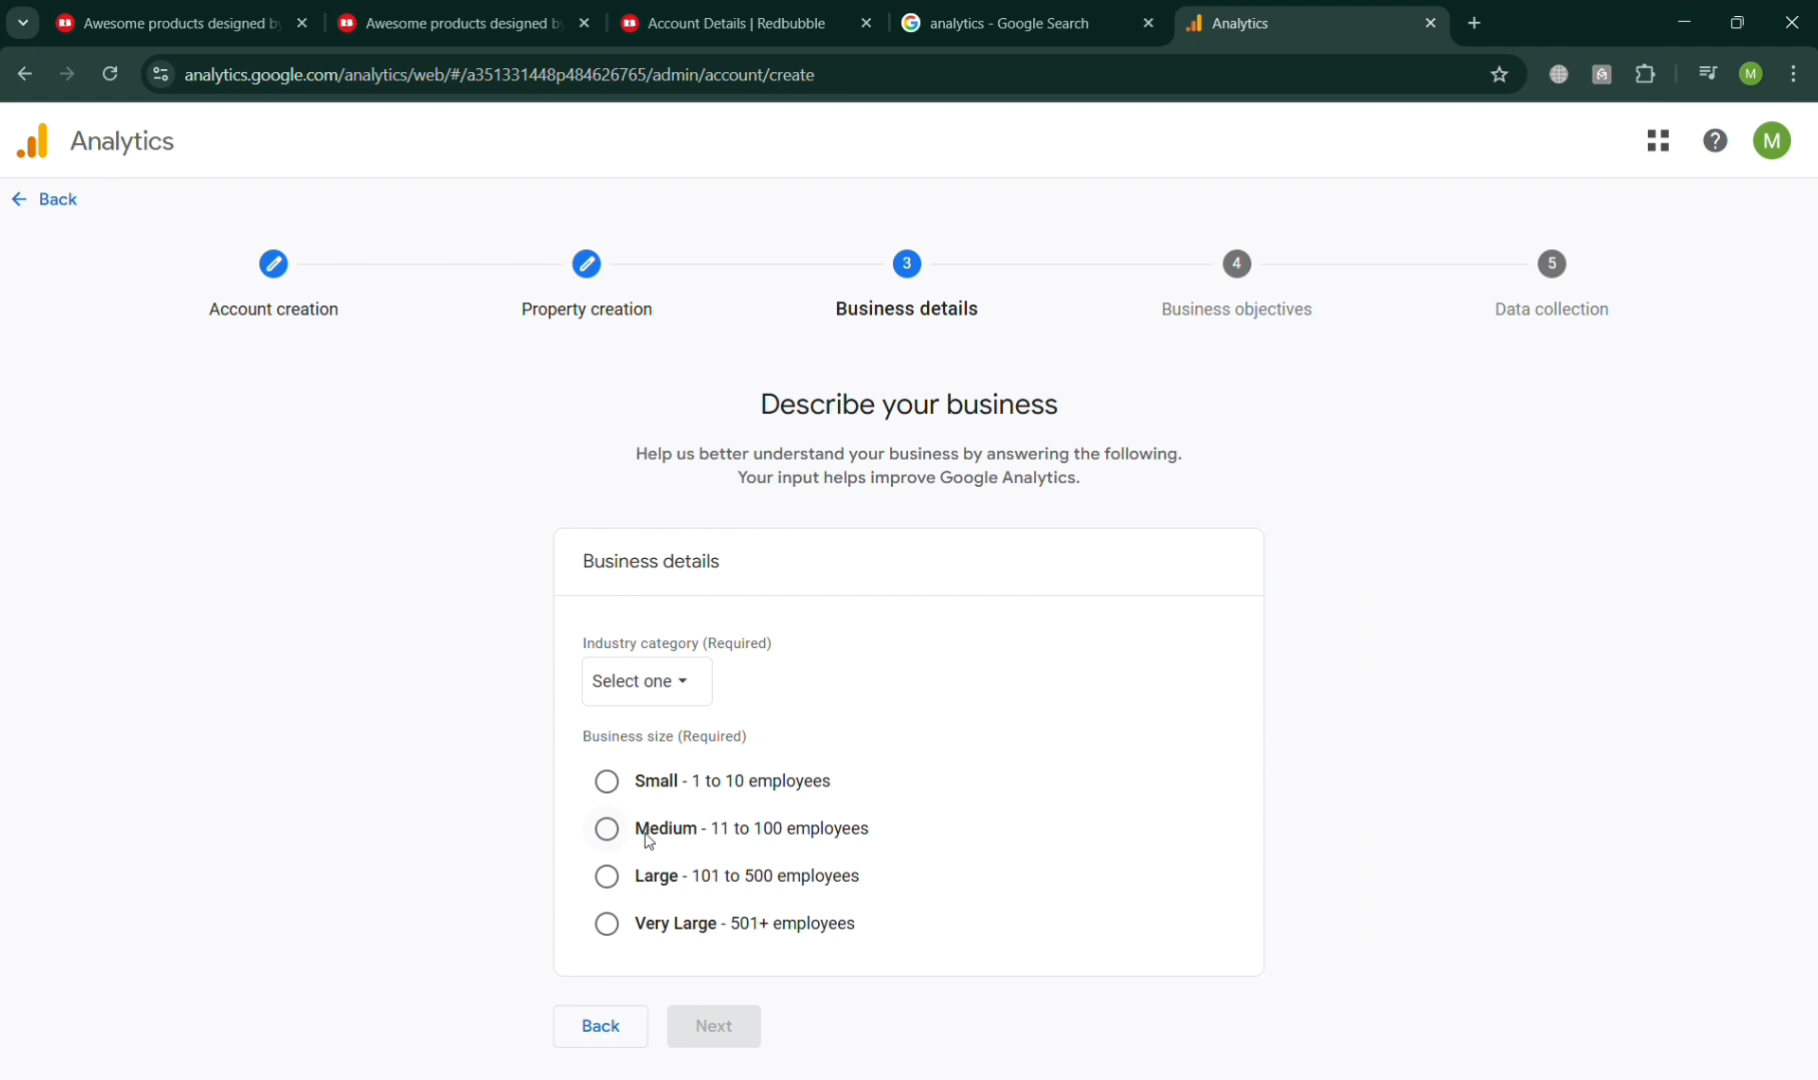 Awesome products designed b
Awesome products designed b
Account Details | Redbubble
analytics - Google Search
Analytics
analytics.google.com/analytics/web/#/a351331448p484626765/admin/account/create
M
Analytics
M
Back
3
4
5
Account creation
Property creation
Business details
Business objectives
Data collection
Describe your business
Help us better understand your business by answering the following.
Your input helps improve Google Analytics.
Business details
Industry category (Required)
Select one
Business size (Required)
Small - 1 to 10 employees
Medium - 11 to 100 employees
Large - 101 to 500 employees
Very Large - 501+ employees
Back
Next